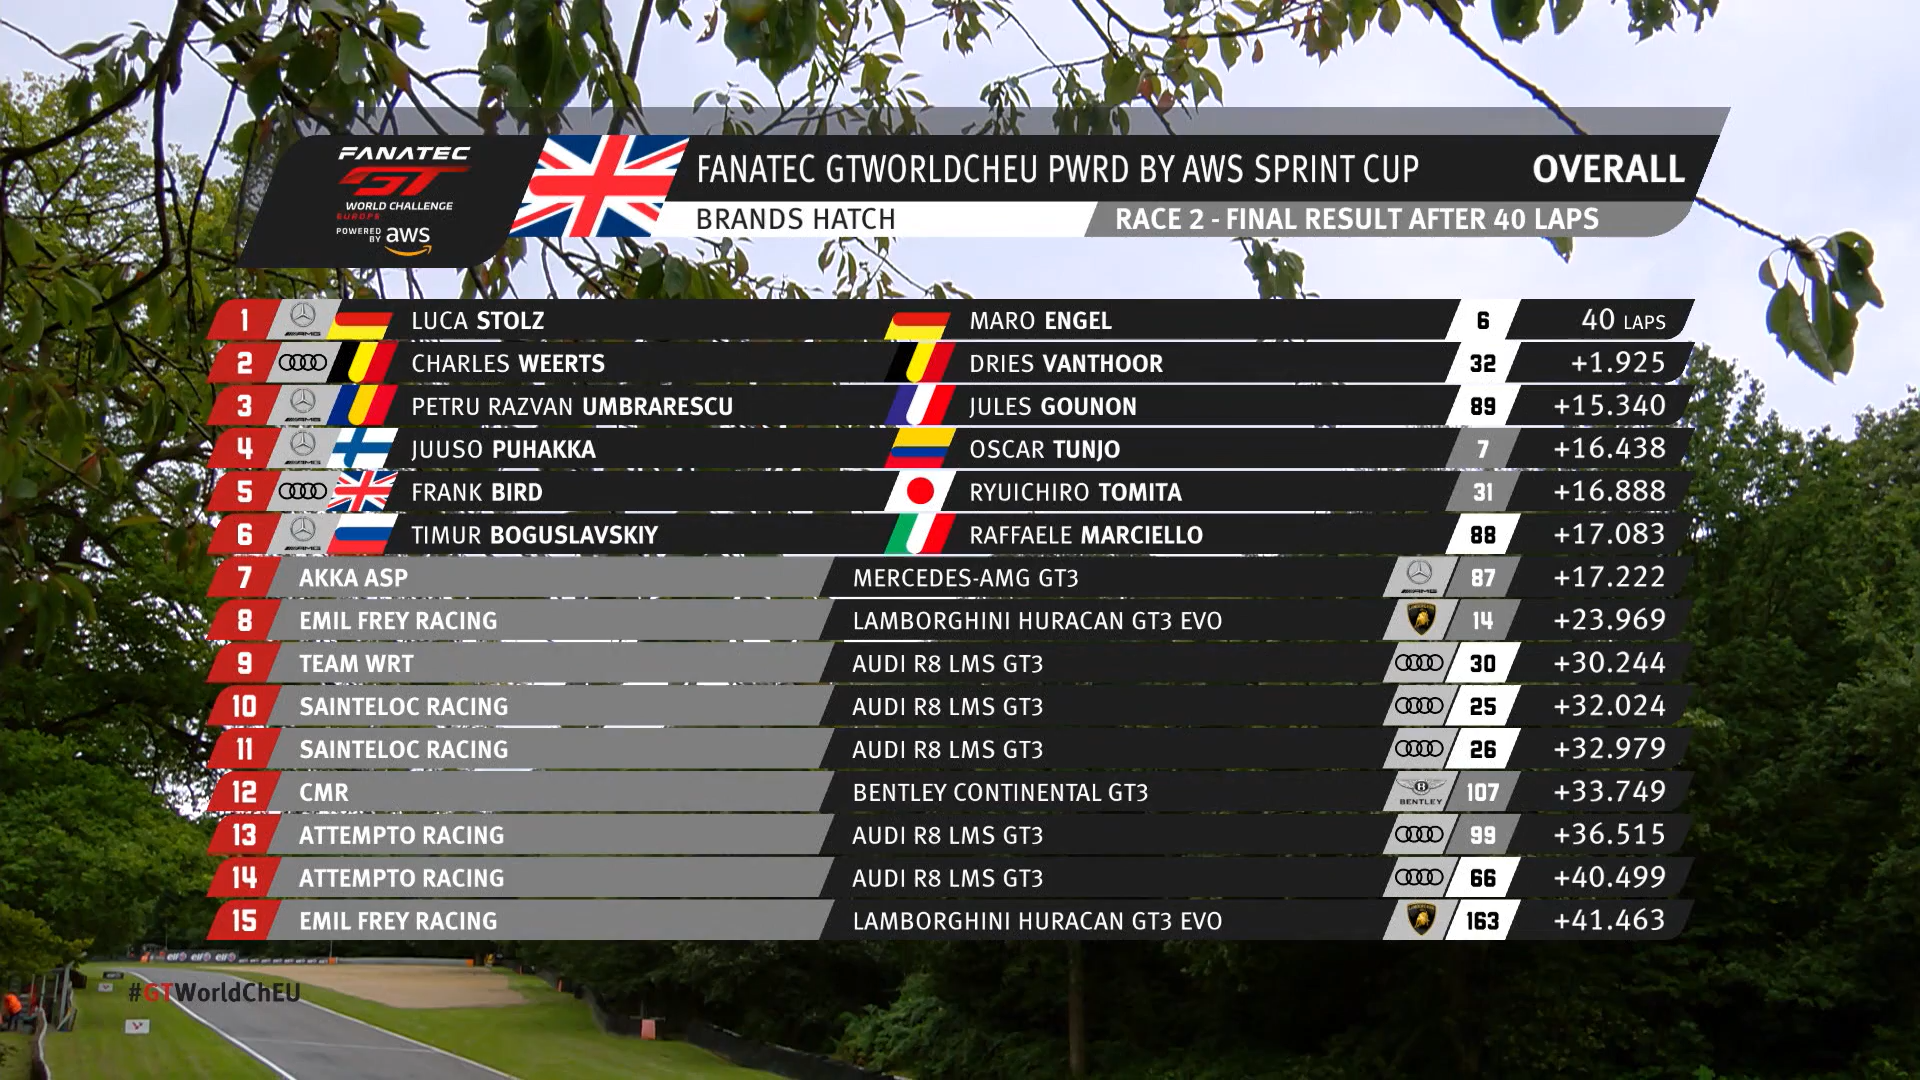 FANATEC
GT
WORLD CHALLENGE
EUROPE
POWERED BY aws
FANATEC GTWORLDCHEU PWRD BY AWS SPRINT CUP OVERALL
BRANDS HATCH RACE 2 - FINAL RESULT AFTER 40 LAPS
1 AMG LUCA STOLZ MARO ENGEL 6 40 LAPS
2 CHARLES WEERTS DRIES VANTHOOR 32 +1.925
3 AMG PETRU RAZVAN UMBRARESCU JULES GOUNON 89 +15.340
4 AMG JUUSO PUHAKKA OSCAR TUNJO 7 +16.438
5 FRANK BIRD RYUICHIRO TOMITA 31 +16.888
6 AMG TIMUR BOGUSLAVSKIY RAFFAELE MARCIELLO 88 +17.083
7 AKKA ASP MERCEDES-AMG GT3 AMG 87 +17.222
8 EMIL FREY RACING LAMBORGHINI HURACAN GT3 EVO 14 +23.969
9 TEAM WRT AUDI R8 LMS GT3 30 +30.244
10 SAINTELOC RACING AUDI R8 LMS GT3 25 +32.024
11 SAINTELOC RACING AUDI R8 LMS GT3 26 +32.979
12 CMR BENTLEY CONTINENTAL GT3 B BENTLEY 107 +33.749
13 ATTEMPTO RACING AUDI R8 LMS GT3 99 +36.515
14 ATTEMPTO RACING AUDI R8 LMS GT3 66 +40.499
15 EMIL FREY RACING LAMBORGHINI HURACAN GT3 EVO 163 +41.463
elf elf elf
#GTWorldChEU